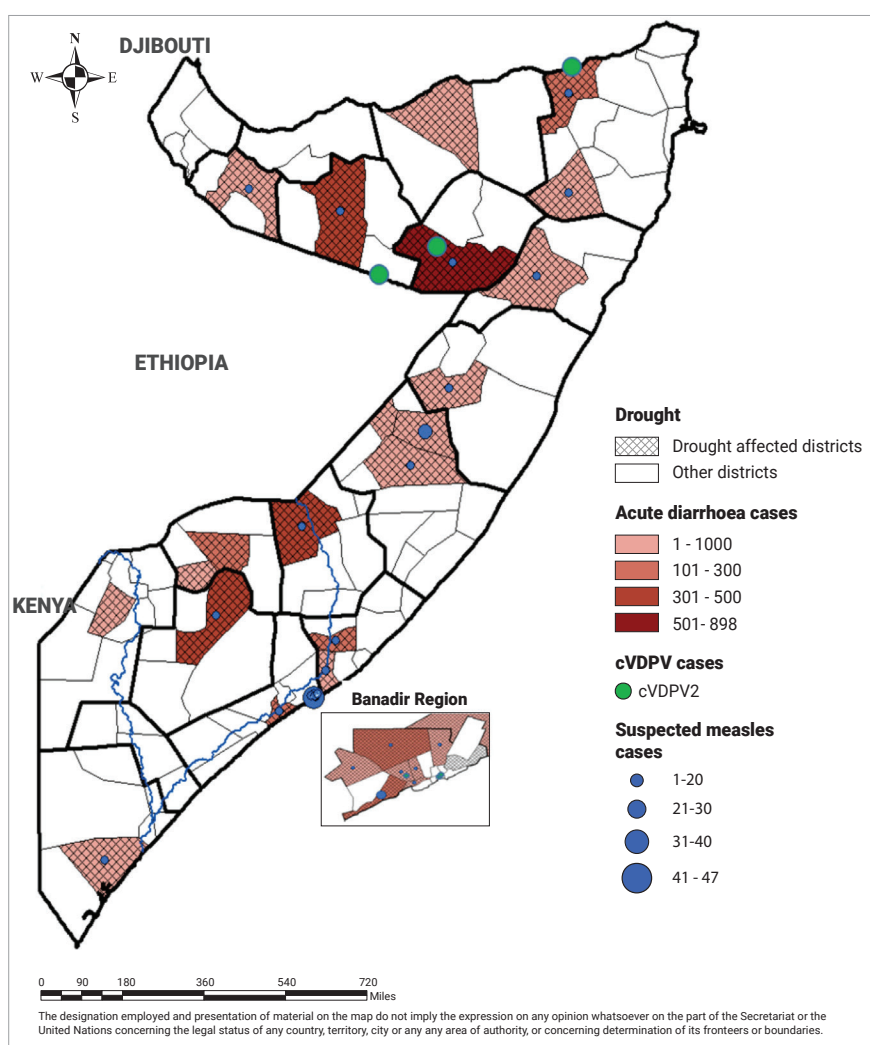 N
W E
S
DJIBOUTI
ETHIOPIA
KENYA
Drought
Drought affected districts
Other districts
Acute diarrhoea cases
1 - 1000
101 - 300
301 - 500
501- 898
cVDPV cases
cVDPV2
Suspected measles
cases
1-20
21-30
31-40
41 - 47
Banadir Region
0 90 180 360 540 720
Miles
The designation employed and presentation of material on the map do not imply the expression on any opinion whatsoever on the part of the Secretariat or the
United Nations concerning the legal status of any country, territory, city or any any area of authority, or concerning determination of its fronteers or boundaries.